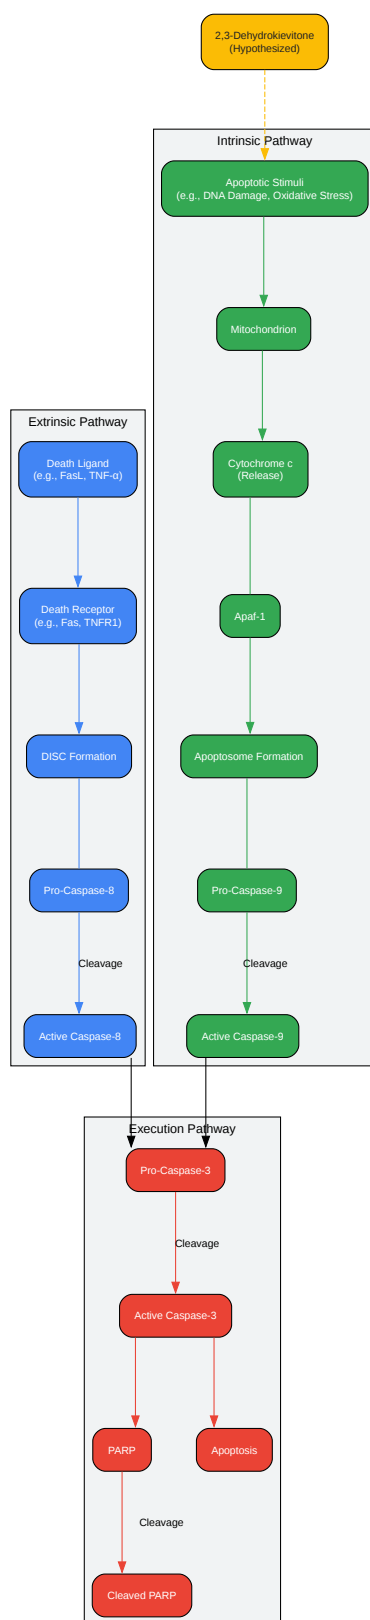 2,3-Dehydrokievitone
(Hypothesized)
Intrinsic Pathway
Apoptotic Stimuli
(e.g., DNA Damage, Oxidative Stress)
Mitochondrion
Cytochrome c
(Release)
Apaf-1
Apoptosome Formation
Pro-Caspase-9
Cleavage
Active Caspase-9
Extrinsic Pathway
Death Ligand
(e.g., FasL, TNF-α)
Death Receptor
(e.g., Fas, TNFR1)
DISC Formation
Pro-Caspase-8
Cleavage
Active Caspase-8
Execution Pathway
Pro-Caspase-3
Cleavage
Active Caspase-3
PARP
Apoptosis
Cleavage
Cleaved PARP